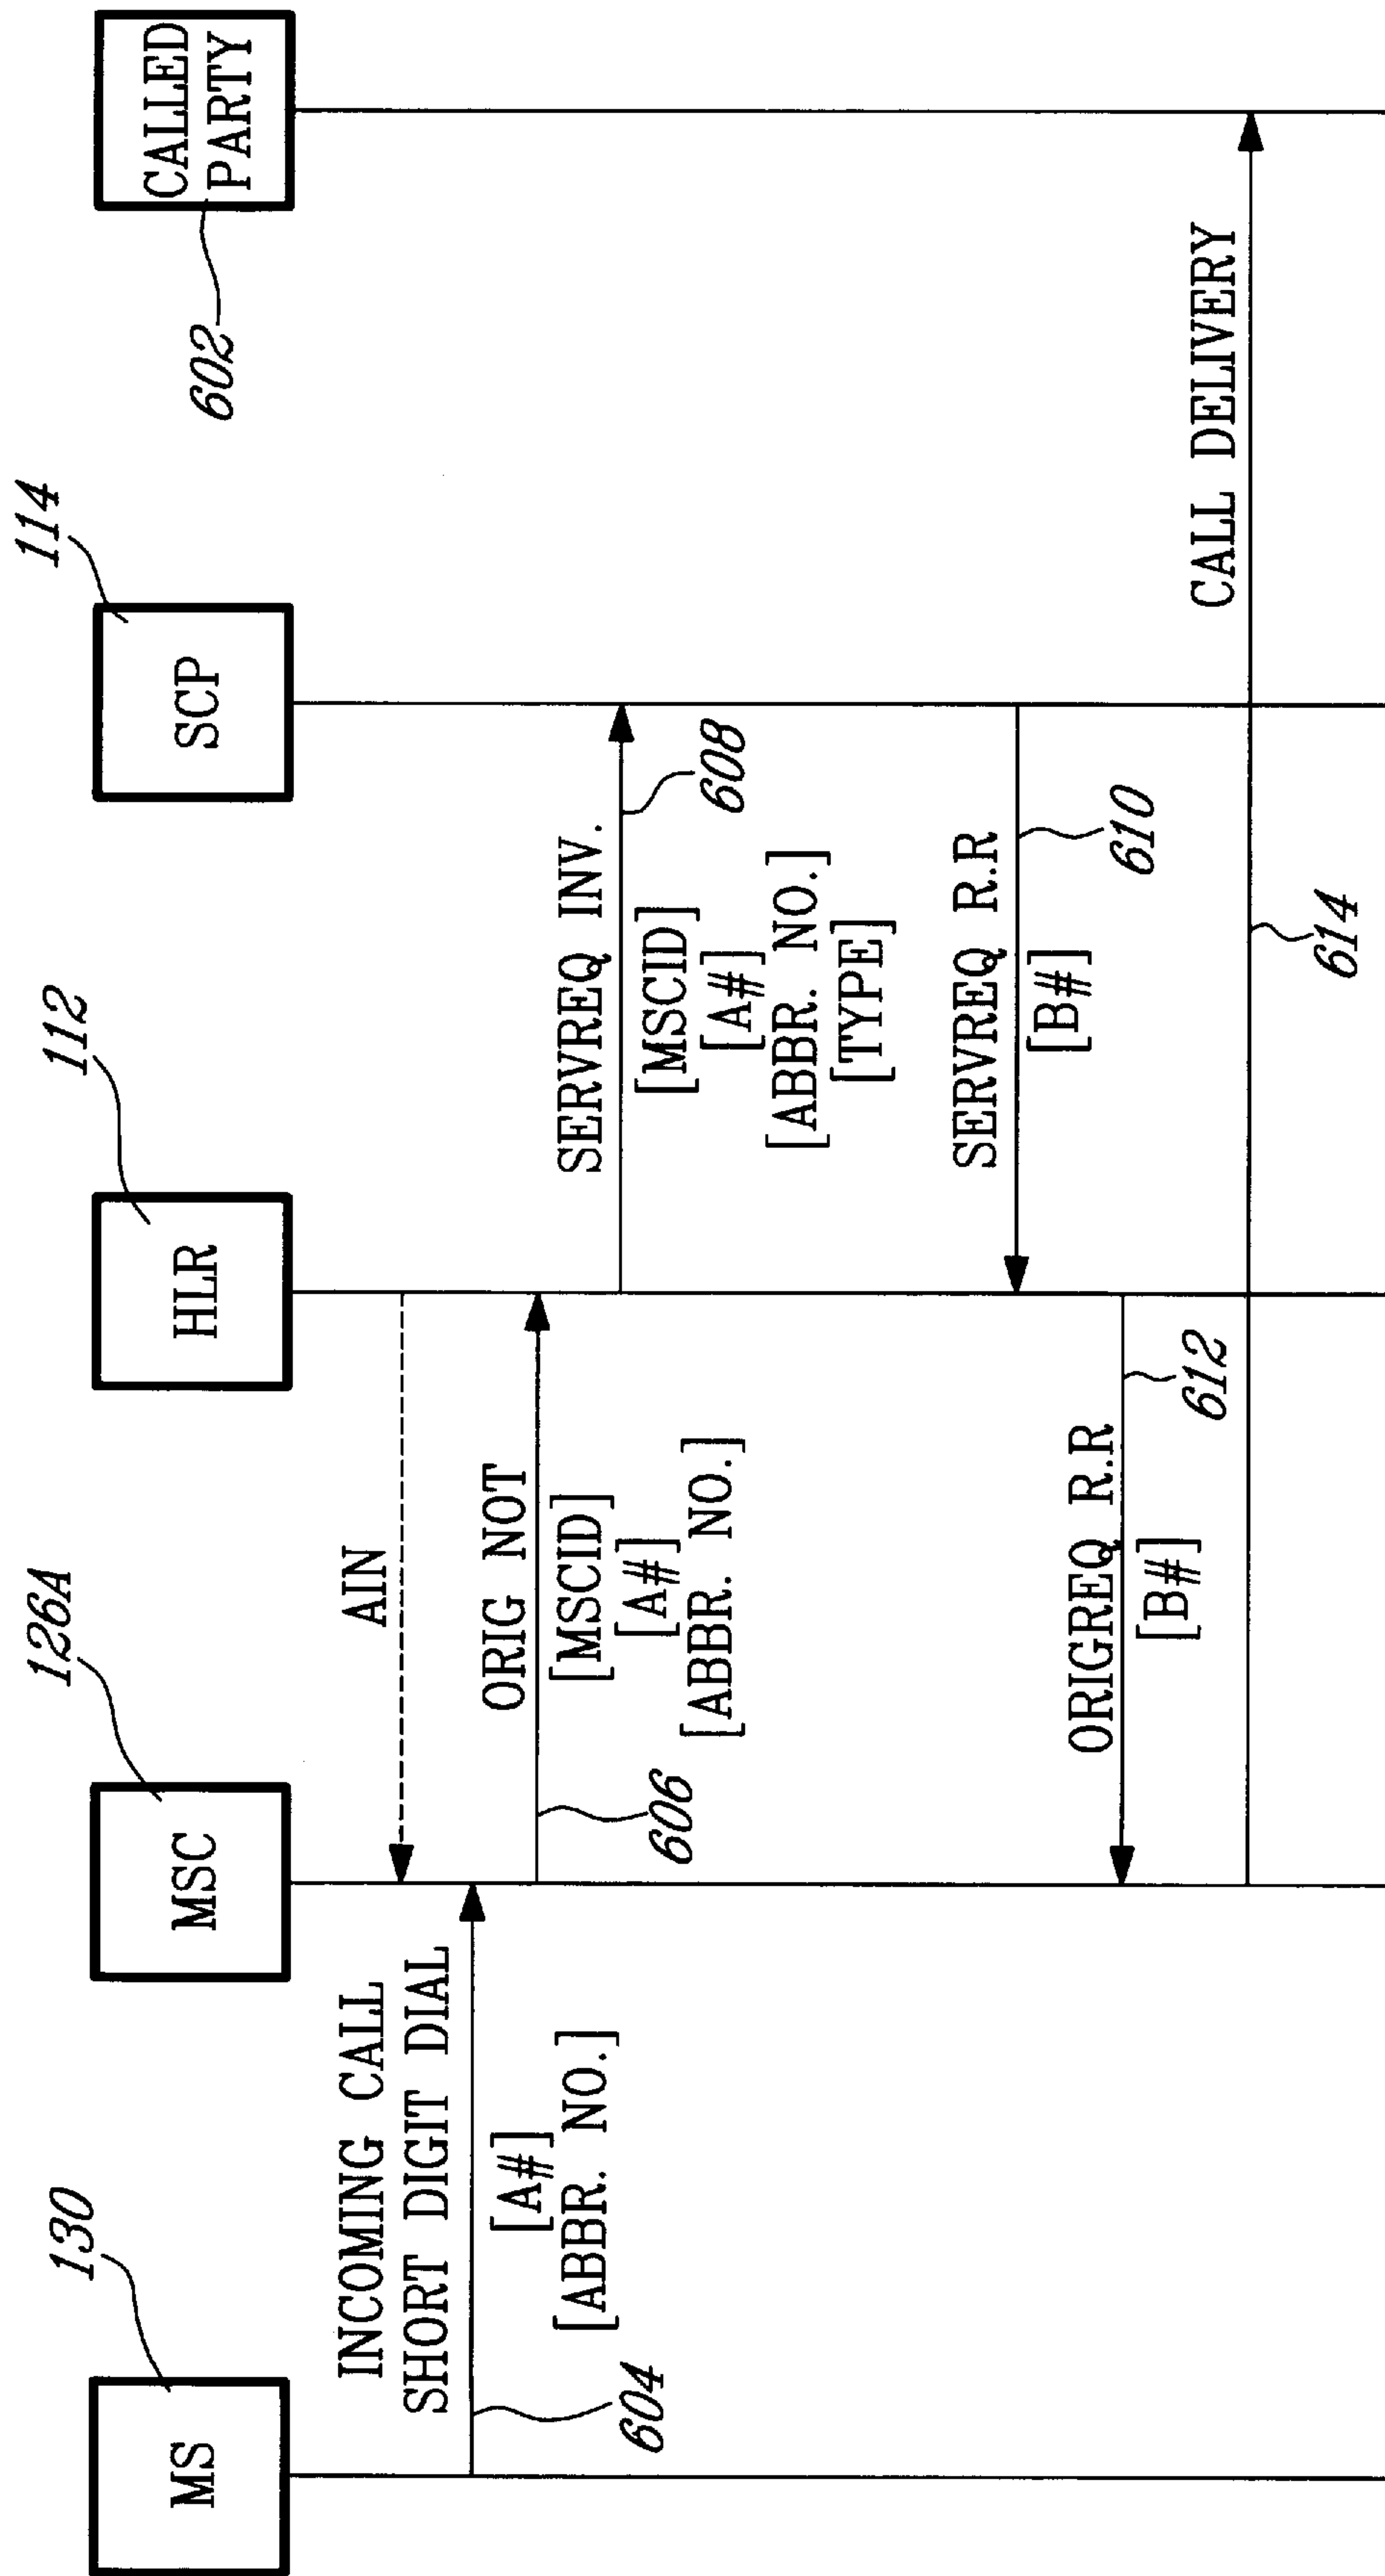 130
MS
126A
MSC
112
HLR
114
SCP
CALLED
PARTY
602
AIN
INCOMING CALL
SHORT DIGIT DIAL
[A#]
[ABBR. NO.]
604
ORIG NOT
[MSCID]
[A#]
[ABBR. NO.]
606
SERVREQ INV.
[MSCID]
[A#]
[ABBR. NO.]
[TYPE]
608
SERVREQ R.R
[B#]
610
ORIGREQ R.R
[B#]
612
CALL DELIVERY
614